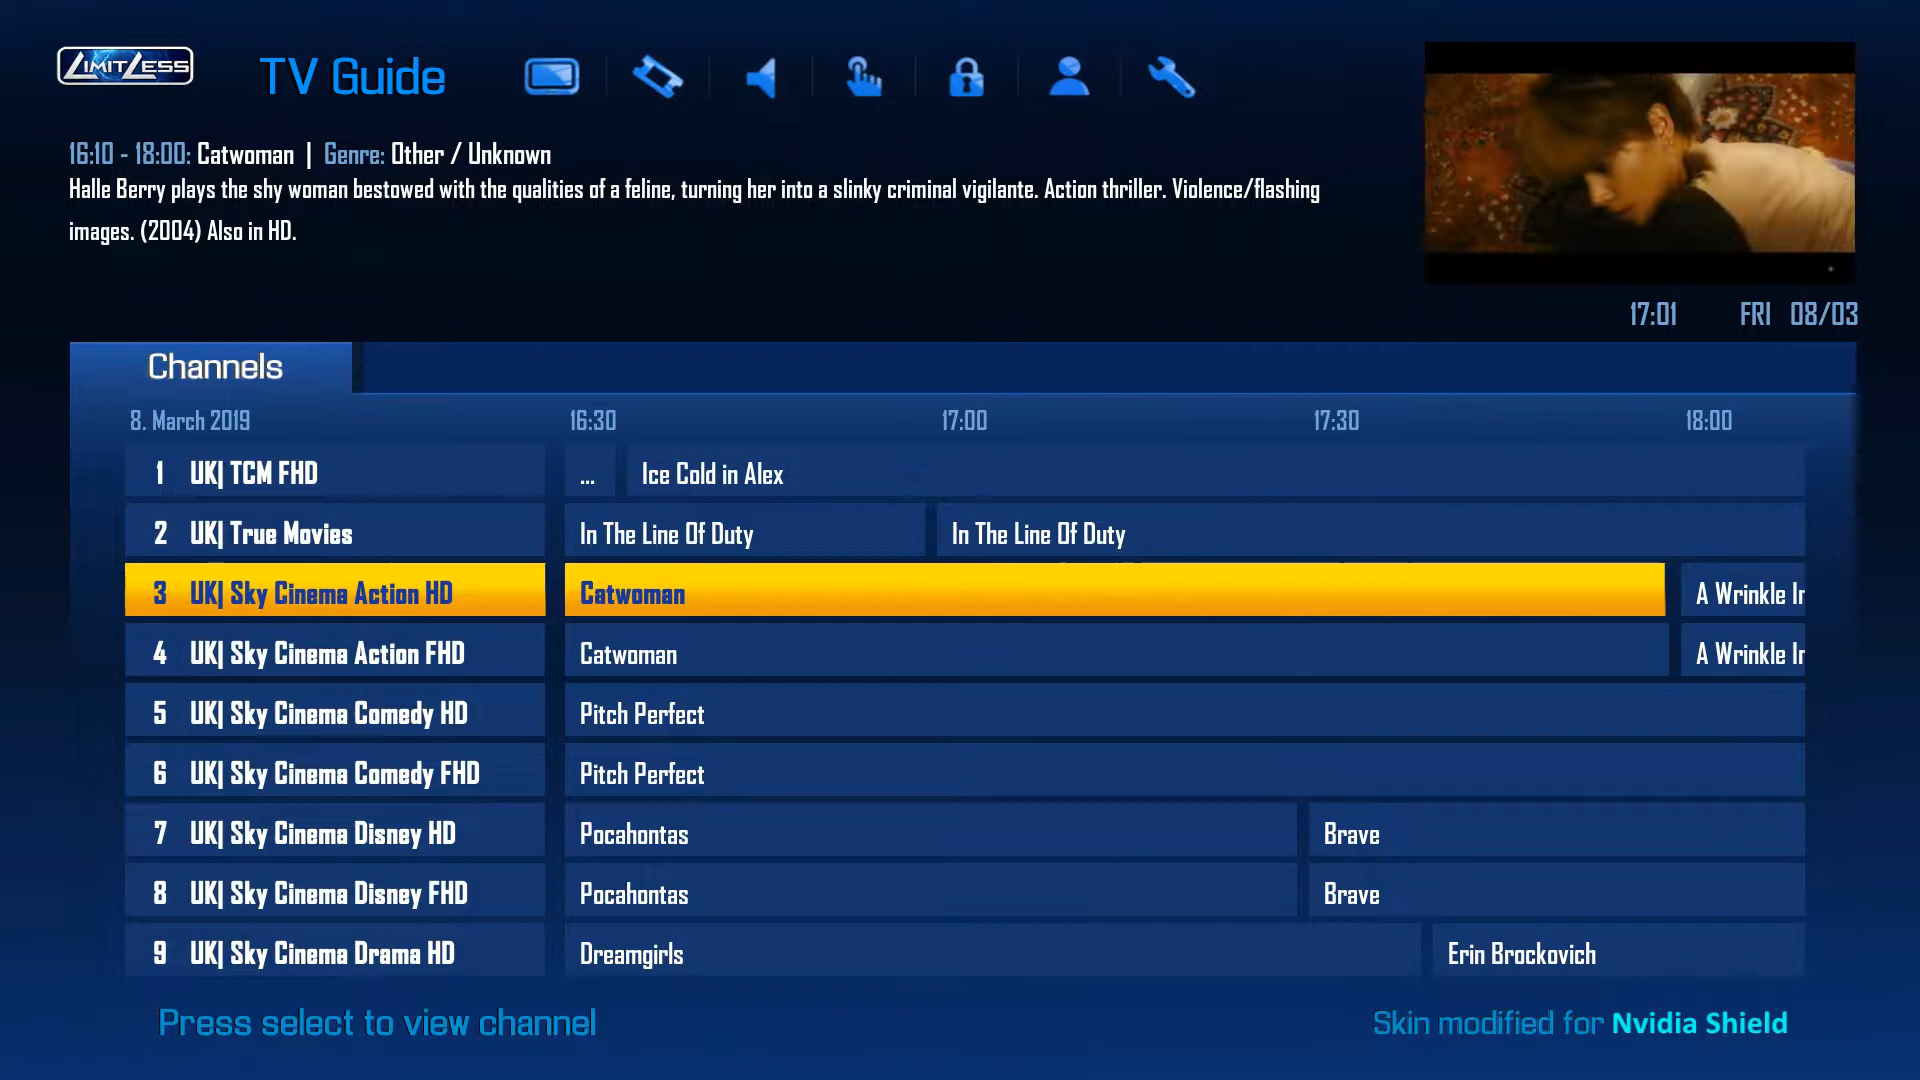 LIMITLESS
TV Guide
16:10 - 18:00: Catwoman | Genre: Other / Unknown
Halle Berry plays the shy woman bestowed with the qualities of a feline, turning her into a slinky criminal vigilante. Action thriller. Violence/flashing
images. (2004) Also in HD.
17:01 FRI 08/03
Channels
8. March 2019 16:30 17:00 17:30 18:00
1 UK| TCM FHD ... Ice Cold in Alex
2 UK| True Movies In The Line Of Duty In The Line Of Duty
3 UK| Sky Cinema Action HD Catwoman A Wrinkle In
4 UK| Sky Cinema Action FHD Catwoman A Wrinkle In
5 UK| Sky Cinema Comedy HD Pitch Perfect
6 UK| Sky Cinema Comedy FHD Pitch Perfect
7 UK| Sky Cinema Disney HD Pocahontas Brave
8 UK| Sky Cinema Disney FHD Pocahontas Brave
9 UK| Sky Cinema Drama HD Dreamgirls Erin Brockovich
Press select to view channel Skin modified for Nvidia Shield